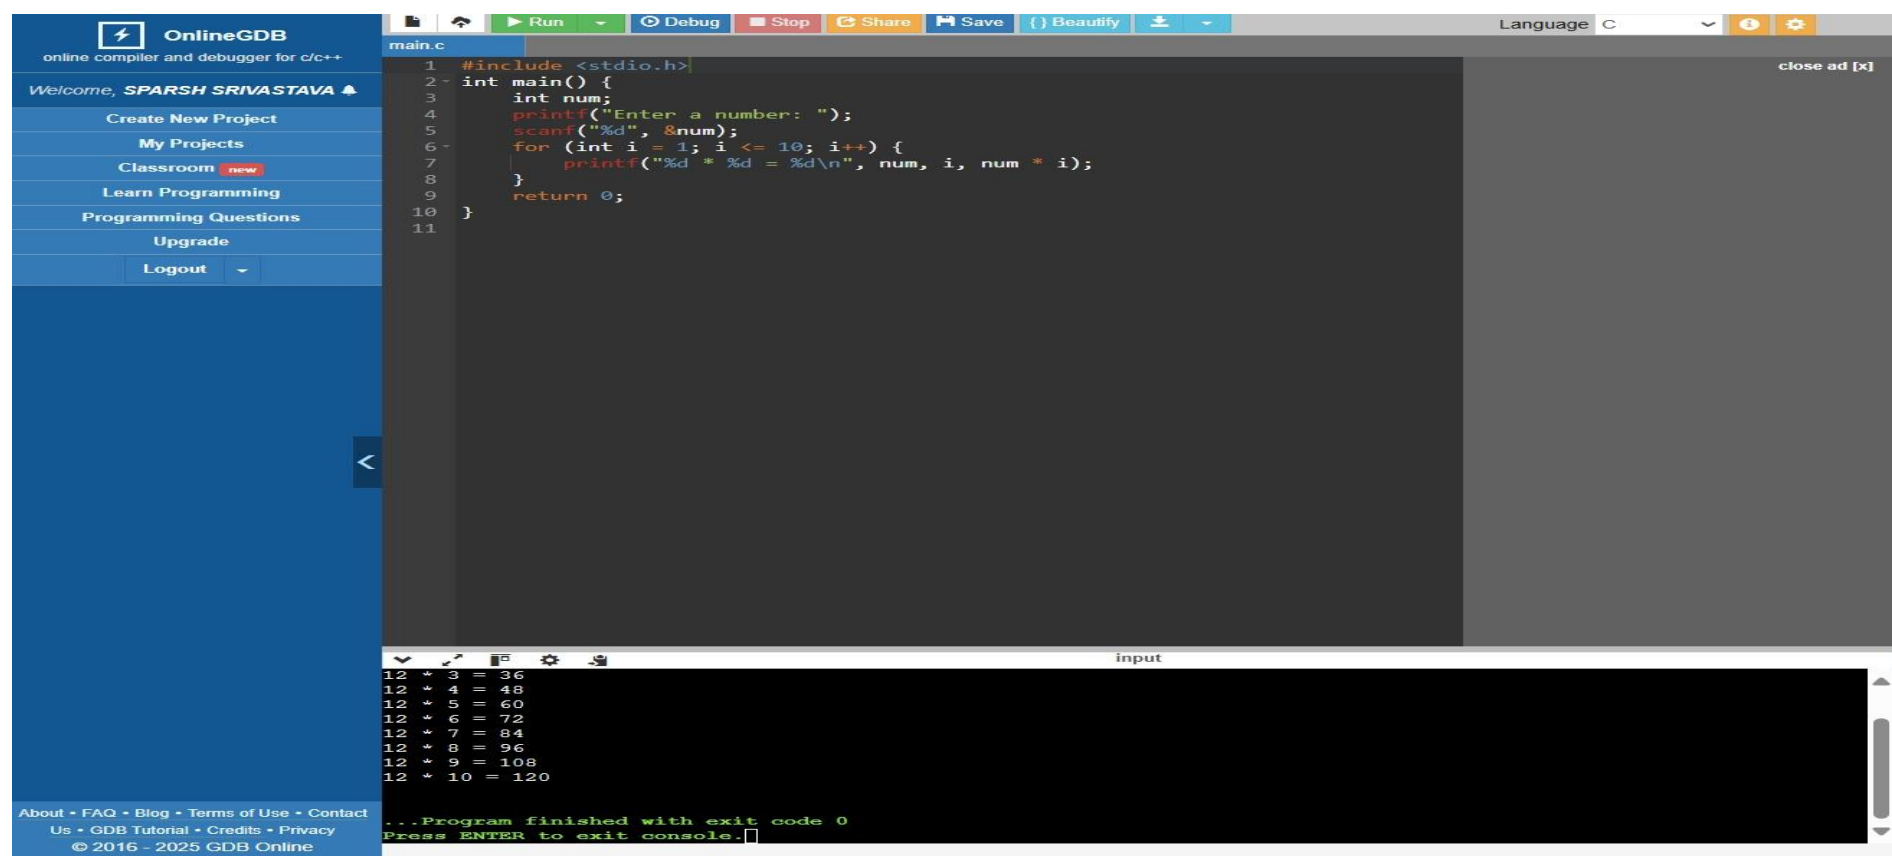 OnlineGDB
online compiler and debugger for c/c++
Welcome, SPARSH SRIVASTAVA
Create New Project
My Projects
Classroom new
Learn Programming
Programming Questions
Upgrade
Logout
<
About • FAQ • Blog • Terms of Use • Contact
Us • GDB Tutorial • Credits • Privacy
© 2016 - 2025 GDB Online
Run Debug Stop Share Save { } Beautify
Language C
main.c
close ad [x]
1 #include <stdio.h>
2 int main() {
3 int num;
4 printf("Enter a number: ");
5 scanf("%d", &num);
6 for (int i = 1; i <= 10; i++) {
7 printf("%d * %d = %d\n", num, i, num * i);
8 }
9 return 0;
10 }
11
input
12 * 3 = 36
12 * 4 = 48
12 * 5 = 60
12 * 6 = 72
12 * 7 = 84
12 * 8 = 96
12 * 9 = 108
12 * 10 = 120
...Program finished with exit code 0
Press ENTER to exit console.